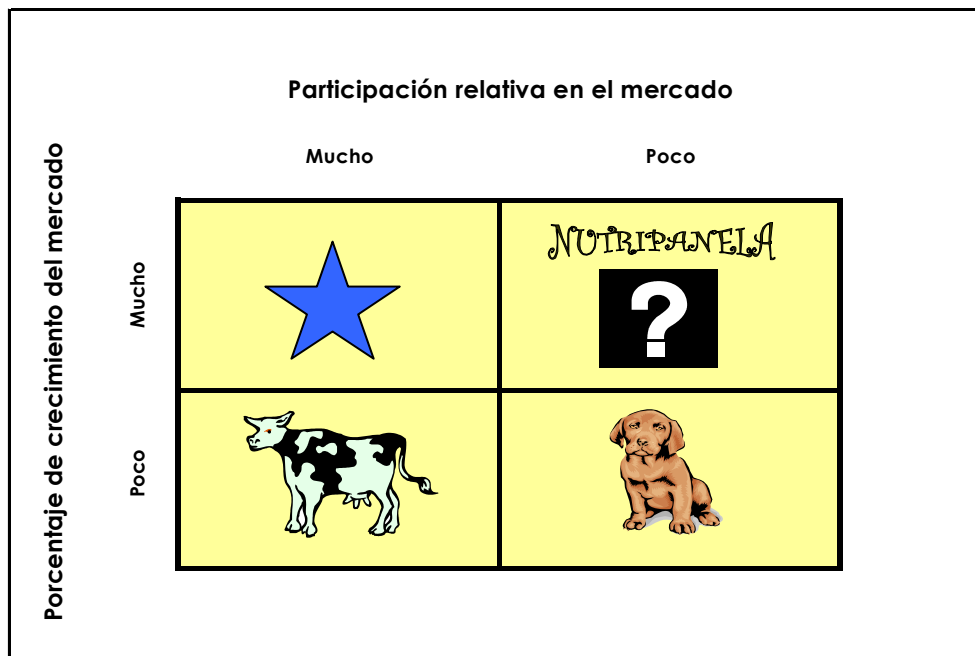 Participación relativa en el mercado
Mucho
Poco
Porcentaje de crecimiento del mercado
Mucho
NUTRIPANELA
?
Poco